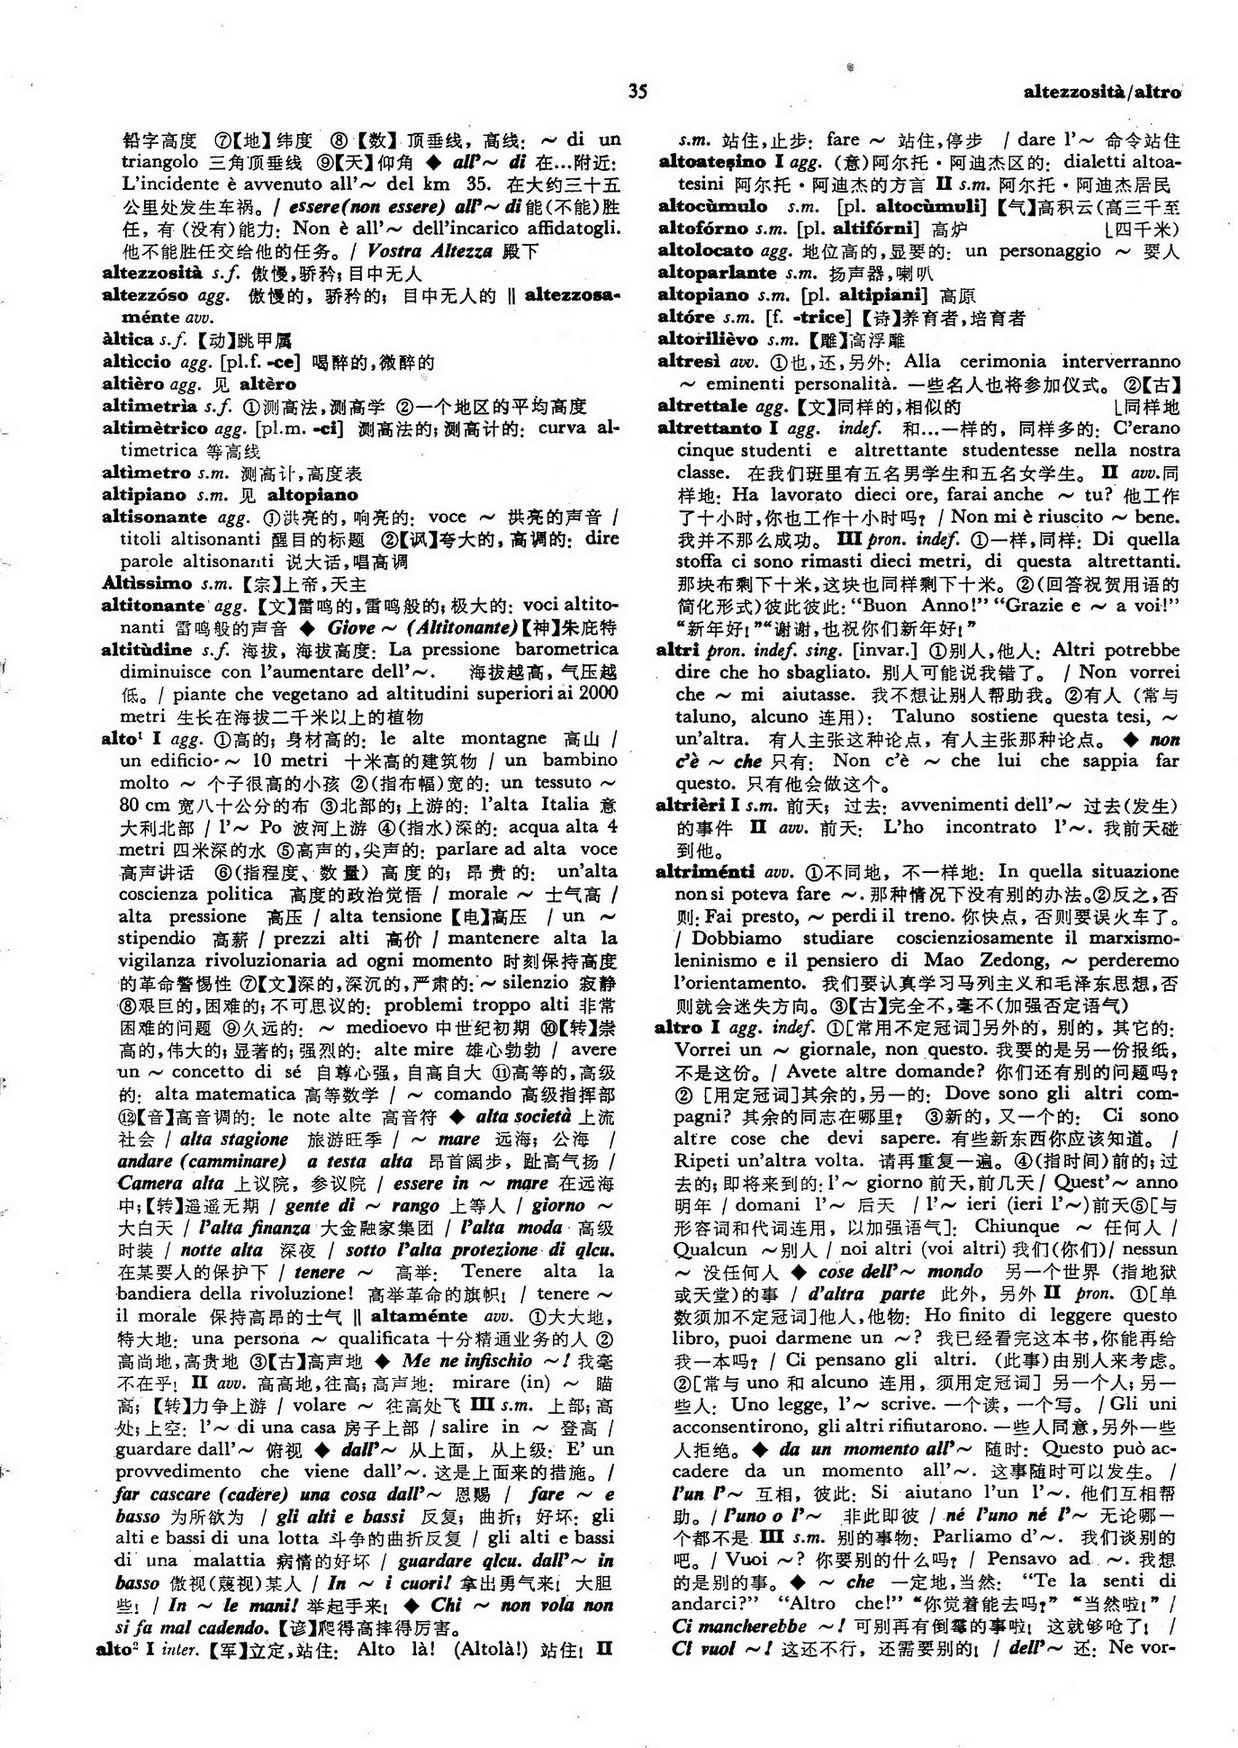 35
altezzosità/altro
铅字高度 ⑦【地】纬度 ⑧【数】顶垂线, 高线: ~ di un
triangolo 三角顶垂线 ⑨【天】仰角 ◆ all'~ di 在…附近:
L'incidente è avvenuto all'~ del km 35. 在大约三十五
公里处发生车祸。/ essere(non essere) all'~ di 能(不能)胜
任, 有 (没有)能力: Non è all'~ dell'incarico affidatogli.
他不能胜任交给他的任务。/ Vostra Altezza 殿下
altezzosità s.f. 傲慢,骄矜; 目中无人
altezzóso agg. 傲慢的, 骄矜的; 目中无人的 ‖ altezzosa-
ménte avv.
àltica s.f. 【动】跳甲属
altìccio agg. [pl.f. -ce] 喝醉的,微醉的
altièro agg. 见 altèro
altimetrìa s.f. ①测高法,测高学 ②一个地区的平均高度
altimètrico agg. [pl.m. -ci] 测高法的; 测高计的: curva al-
timetrica 等高线
altìmetro s.m. 测高计,高度表
altipiano s.m. 见 altopiano
altisonante agg. ①洪亮的, 响亮的: voce ~ 洪亮的声音 /
titoli altisonanti 醒目的标题 ②【讽】夸大的, 高调的: dire
parole altisonanti 说大话,唱高调
Altìssimo s.m. 【宗】上帝,天主
altitonante agg. 【文】雷鸣的,雷鸣般的; 极大的: voci altito-
nanti 雷鸣般的声音 ◆ Giove ~ (Altitonante)【神】朱庇特
altitùdine s.f. 海拔, 海拔高度: La pressione barometrica
diminuisce con l'aumentare dell'~. 海拔越高, 气压越
低。/ piante che vegetano ad altitudini superiori ai 2000
metri 生长在海拔二千米以上的植物
alto¹ I agg. ①高的; 身材高的: le alte montagne 高山 /
un edificio ~ 10 metri 十米高的建筑物 / un bambino
molto ~ 个子很高的小孩 ②(指布幅)宽的: un tessuto ~
80 cm 宽八十公分的布 ③北部的; 上游的: l'alta Italia 意
大利北部 / l'~ Po 波河上游 ④(指水)深的: acqua alta 4
metri 四米深的水 ⑤高声的,尖声的: parlare ad alta voce
高声讲话 ⑥(指程度、数量) 高度的; 昂贵的: un'alta
coscienza politica 高度的政治觉悟 / morale ~ 士气高 /
alta pressione 高压 / alta tensione【电】高压 / un ~
stipendio 高薪 / prezzi alti 高价 / mantenere alta la
vigilanza rivoluzionaria ad ogni momento 时刻保持高度
的革命警惕性 ⑦【文】深的,深沉的,严肃的: ~ silenzio 寂静
⑧艰巨的,困难的; 不可思议的: problemi troppo alti 非常
困难的问题 ⑨久远的: ~ medioevo 中世纪初期 ⑩【转】崇
高的,伟大的; 显著的; 强烈的: alte mire 雄心勃勃 / avere
un ~ concetto di sé 自尊心强, 自高自大 ⑪高等的,高级
的: alta matematica 高等数学 / ~ comando 高级指挥部
⑫【音】高音调的: le note alte 高音符 ◆ alta società 上流
社会 / alta stagione 旅游旺季 / ~ mare 远海; 公海 /
andare (camminare) a testa alta 昂首阔步, 趾高气扬 /
Camera alta 上议院, 参议院 / essere in ~ mare 在远海
中;【转】遥遥无期 / gente di ~ rango 上等人 / giorno ~
大白天 / l'alta finanza 大金融家集团 / l'alta moda 高级
时装 / notte alta 深夜 / sotto l'alta protezione di qlcu.
在某要人的保护下 / tenere ~ 高举: Tenere alta la
bandiera della rivoluzione! 高举革命的旗帜! / tenere ~
il morale 保持高昂的士气 ‖ altaménte avv. ①大大地,
特大地: una persona ~ qualificata 十分精通业务的人 ②
高尚地,高贵地 ③【古】高声地 ◆ Me ne infischio ~! 我毫
不在乎! II avv. 高高地,往高; 高声地: mirare (in) ~ 瞄
高; 【转】力争上游 / volare ~ 往高处飞 III s.m. 上部; 高
处; 上空: l'~ di una casa 房子上部 / salire in ~ 登高 /
guardare dall'~ 俯视 ◆ dall'~ 从上面, 从上级: E' un
provvedimento che viene dall'~. 这是上面来的措施。/
far cascare (cadére) una cosa dall'~ 恩赐 / fare ~ e
basso 为所欲为 / gli alti e bassi 反复; 曲折; 好坏: gli
alti e bassi di una lotta 斗争的曲折反复 / gli alti e bassi
di una malattia 病情的好坏 / guardare qlcu. dall'~ in
basso 傲视(蔑视)某人 / In ~ i cuori! 拿出勇气来! 大胆
些! / In ~ le mani! 举起手来! ◆ Chi ~ non vola non
si fa mal cadendo.【谚】爬得高摔得厉害。
alto² I inter. 【军】立定,站住: Alto là! (Altolà!) 站住! II
s.m. 站住,止步: fare ~ 站住,停步 / dare l'~ 命令站住
altoateṣino I agg. (意)阿尔托·阿迪杰区的: dialetti altoa-
tesini 阿尔托·阿迪杰的方言 II s.m. 阿尔托·阿迪杰居民
altocùmulo s.m. [pl. altocùmuli]【气】高积云(高三千至
altofórno s.m. [pl. altifórni] 高炉 ⌊四千米)
altolocato agg. 地位高的,显要的: un personaggio ~ 要人
altoparlante s.m. 扬声器,喇叭
altopiano s.m. [pl. altipiani] 高原
altóre s.m. [f. -trice]【诗】养育者,培育者
altorilièvo s.m. 【雕】高浮雕
altresì avv. ①也,还,另外: Alla cerimonia interverranno
~ eminenti personalità. 一些名人也将参加仪式。②【古】
altrettale agg. 【文】同样的,相似的 ⌊同样地
altrettanto I agg. indef. 和…一样的, 同样多的: C'erano
cinque studenti e altrettante studentesse nella nostra
classe. 在我们班里有五名男学生和五名女学生。 II avv.同
样地: Ha lavorato dieci ore, farai anche ~ tu? 他工作
了十小时,你也工作十小时吗? / Non mi è riuscito ~ bene.
我并不那么成功。 III pron. indef. ①一样,同样: Di quella
stoffa ci sono rimasti dieci metri, di questa altrettanti.
那块布剩下十米,这块也同样剩下十米。②(回答祝贺用语的
简化形式)彼此彼此: “Buon Anno!” “Grazie e ~ a voi!”
“新年好!”“谢谢,也祝你们新年好!”
altri pron. indef. sing. [invar.] ①别人,他人: Altri potrebbe
dire che ho sbagliato. 别人可能说我错了。 / Non vorrei
che ~ mi aiutasse. 我不想让别人帮助我。②有人 (常与
taluno, alcuno 连用): Taluno sostiene questa tesi, ~
un'altra. 有人主张这种论点, 有人主张那种论点。 ◆ non
c'è ~ che 只有: Non c'è ~ che lui che sappia far
questo. 只有他会做这个。
altrièri I s.m. 前天; 过去: avvenimenti dell'~ 过去(发生)
的事件 II avv. 前天: L'ho incontrato l'~. 我前天碰
到他。
altriménti avv. ①不同地, 不一样地: In quella situazione
non si poteva fare ~. 那种情况下没有别的办法。②反之,否
则: Fai presto, ~ perdi il treno. 你快点, 否则要误火车了。
/ Dobbiamo studiare coscienziosamente il marxismo-
leninismo e il pensiero di Mao Zedong, ~ perderemo
l'orientamento. 我们要认真学习马列主义和毛泽东思想,否
则就会迷失方向。③【古】完全不,毫不(加强否定语气)
altro I agg. indef. ①[常用不定冠词]另外的, 别的, 其它的:
Vorrei un ~ giornale, non questo. 我要的是另一份报纸,
不是这份。/ Avete altre domande? 你们还有别的问题吗?
② [用定冠词]其余的,另一的: Dove sono gli altri com-
pagni? 其余的同志在哪里? ③新的, 又一个的: Ci sono
altre cose che devi sapere. 有些新东西你应该知道。 /
Ripeti un'altra volta. 请再重复一遍。④(指时间)前的; 过
去的; 即将来到的: l'~ giorno 前天,前几天 / Quest'~ anno
明年 / domani l'~ 后天 / l'~ ieri (ieri l'~)前天⑤[与
形容词和代词连用, 以加强语气]: Chiunque ~ 任何人 /
Qualcun ~别人 / noi altri (voi altri) 我们(你们)/ nessun
~ 没任何人 ◆ cose dell'~ mondo 另一个世界 (指地狱
或天堂)的事 / d'altra parte 此外, 另外 II pron. ①[单
数须加不定冠词]他人,他物: Ho finito di leggere questo
libro, puoi darmene un ~? 我已经看完这本书,你能再给
我一本吗? / Ci pensano gli altri. (此事)由别人来考虑。
②[常与 uno 和 alcuno 连用, 须用定冠词] 另一个人; 另一
些人: Uno legge, l'~ scrive. 一个读, 一个写。 / Gli uni
acconsentirono, gli altri rifiutarono. 一些人同意,另外一些
人拒绝。 ◆ da un momento all'~ 随时: Questo può ac-
cadere da un momento all'~. 这事随时可以发生。 /
l'un l'~ 互相, 彼此: Si aiutano l'un l'~. 他们互相帮
助。/ l'uno o l'~ 非此即彼 / né l'uno né l'~ 无论哪一
个都不是 III s.m. 别的事物: Parliamo d'~. 我们谈别的
吧。/ Vuoi ~? 你要别的什么吗? / Pensavo ad ~. 我想
的是别的事。◆ ~ che 一定地,当然: “Te la senti di
andarci?” “Altro che!” “你觉着能去吗?” “当然啦!” /
Ci mancherebbe ~! 可别再有倒霉的事啦! 这就够呛了! /
Ci vuol ~! 这还不行, 还需要别的! / dell'~ 还: Ne vor-